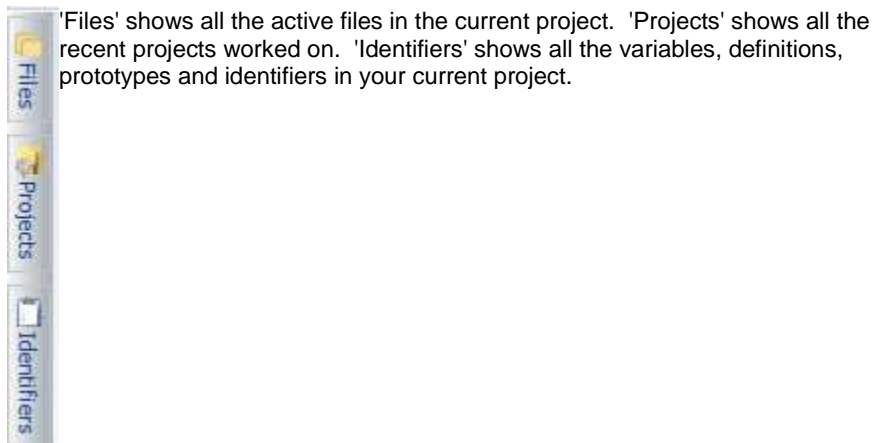 'Files' shows all the active files in the current project.  'Projects' shows all the
recent projects worked on.  'Identifiers' shows all the variables, definitions,
prototypes and identifiers in your current project.
Files
Projects
Identifiers